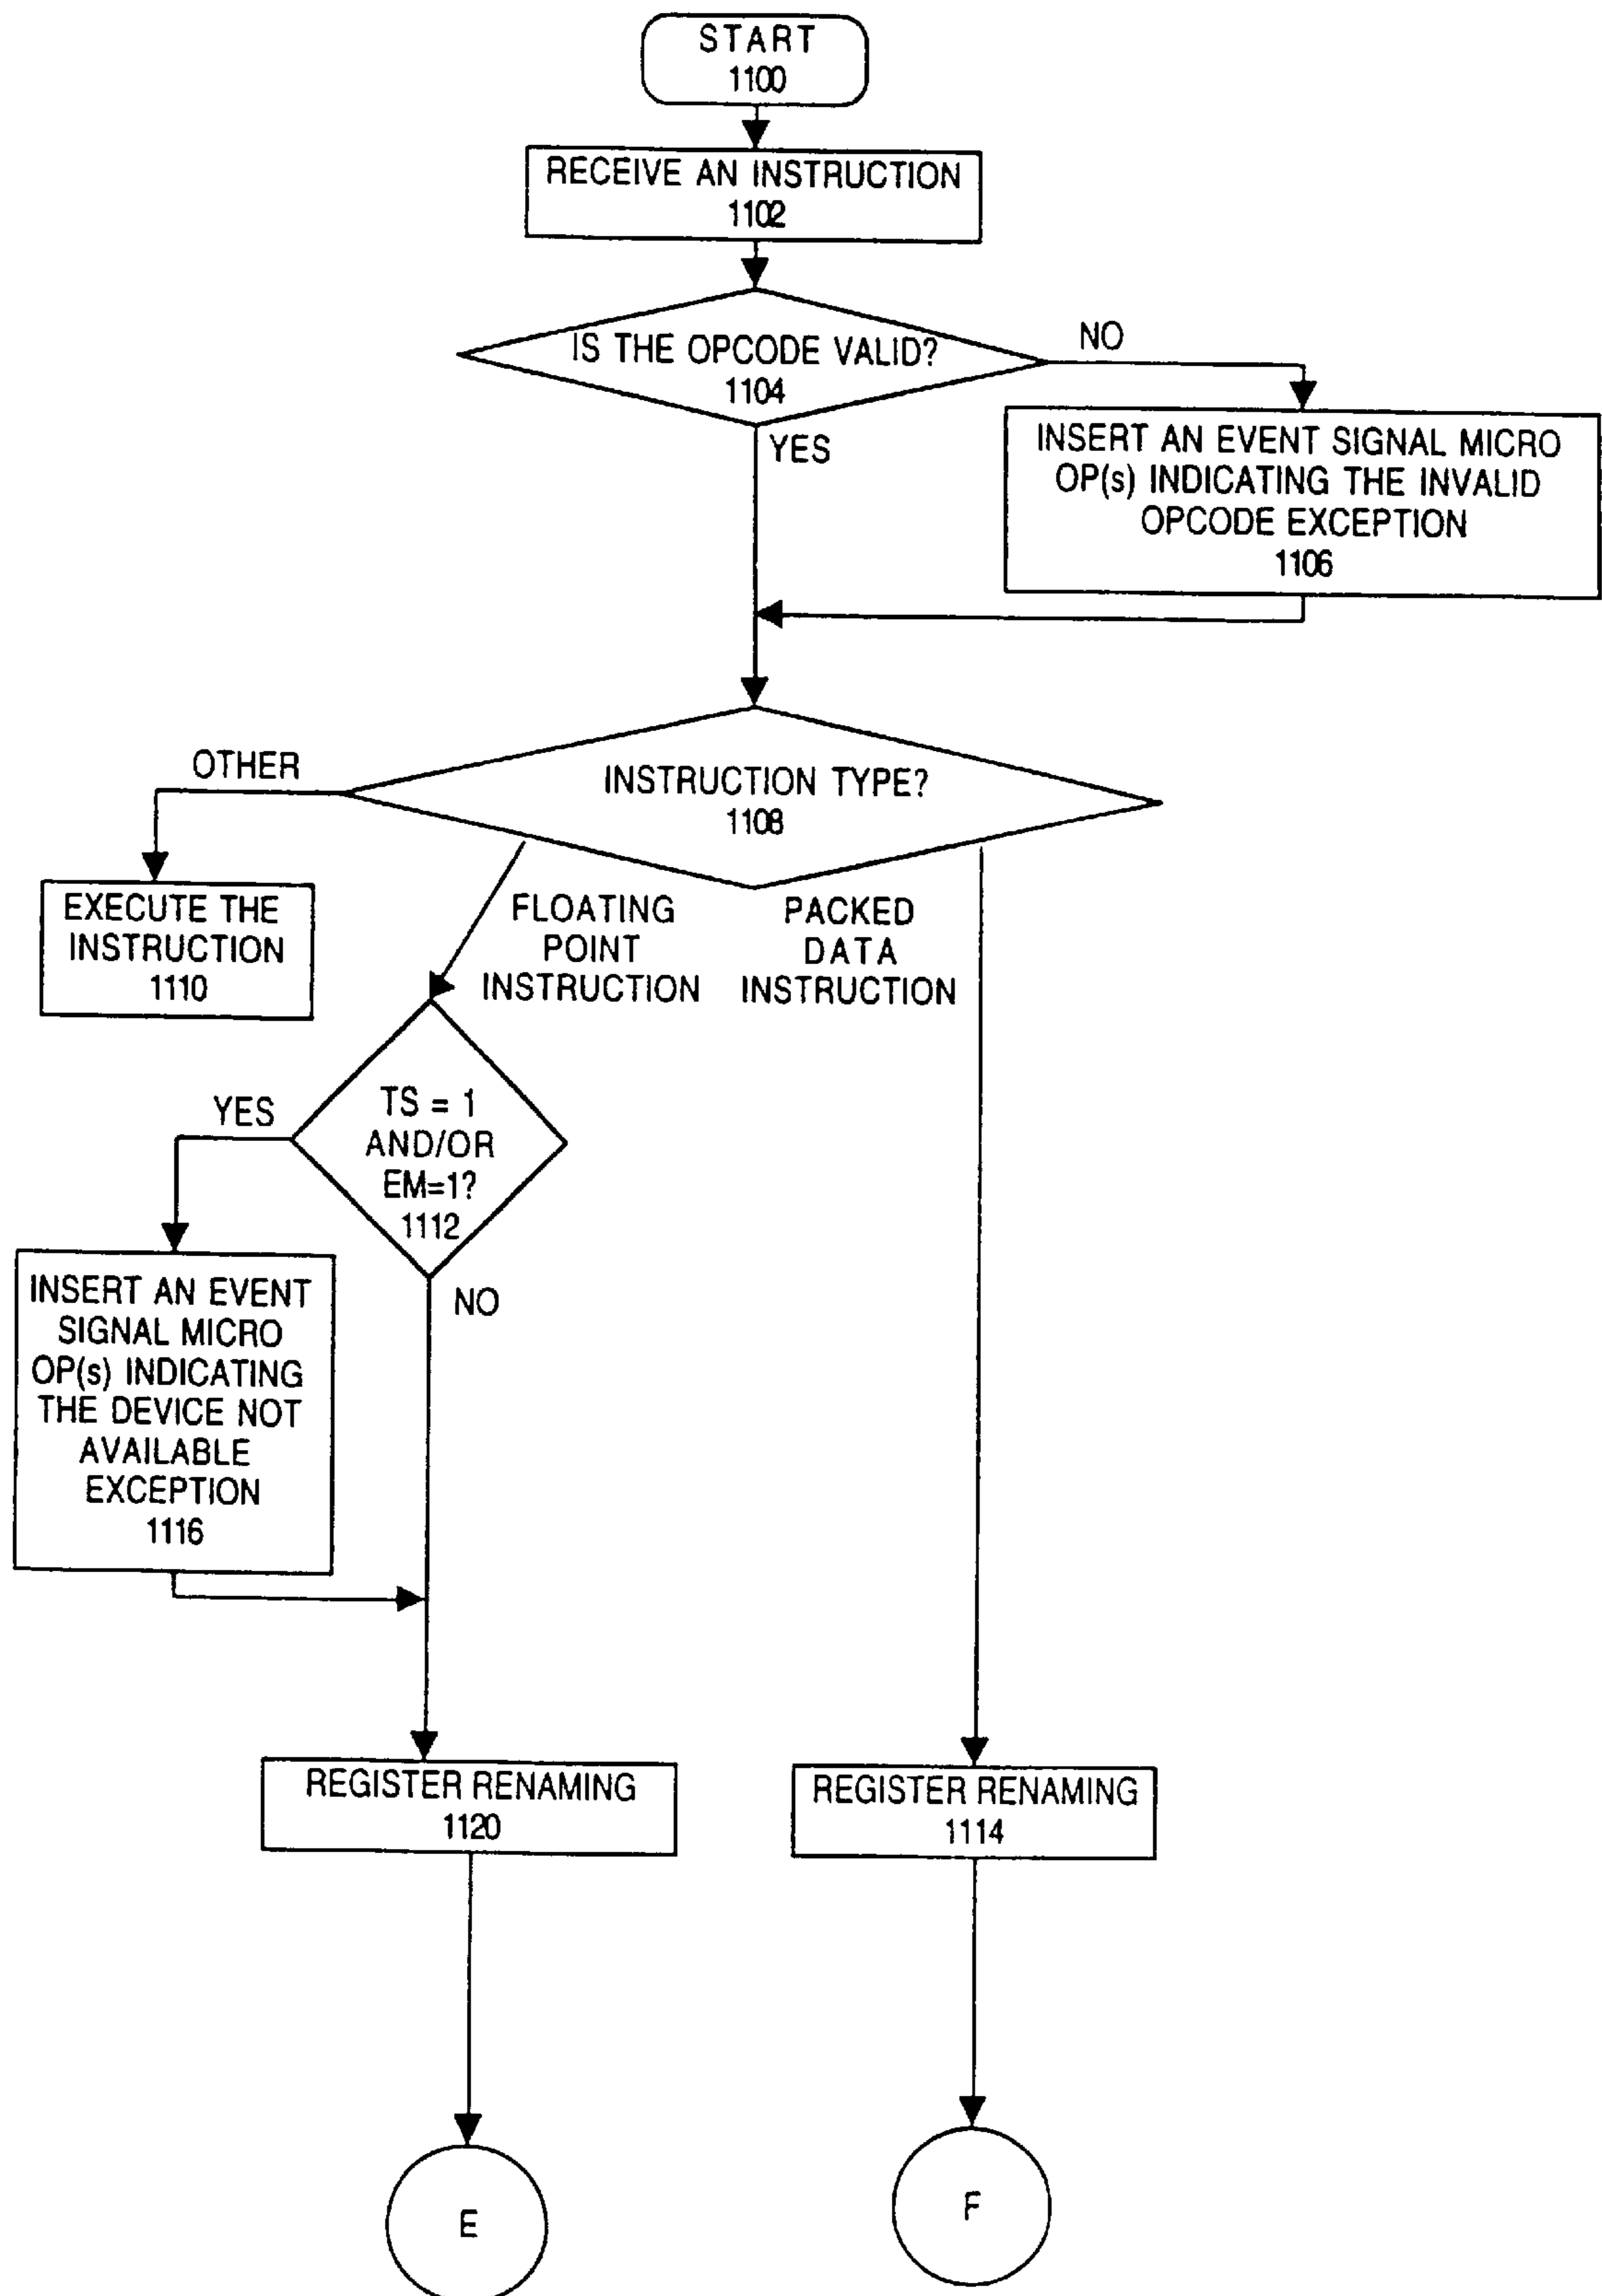 START
1100
RECEIVE AN INSTRUCTION
1102
IS THE OPCODE VALID?
1104
NO
YES
INSERT AN EVENT SIGNAL MICRO
OP(s) INDICATING THE INVALID
OPCODE EXCEPTION
1106
OTHER
INSTRUCTION TYPE?
1108
EXECUTE THE
INSTRUCTION
1110
FLOATING
POINT
INSTRUCTION
PACKED
DATA
INSTRUCTION
YES
TS = 1
AND/OR
EM=1?
1112
NO
INSERT AN EVENT
SIGNAL MICRO
OP(s) INDICATING
THE DEVICE NOT
AVAILABLE
EXCEPTION
1116
REGISTER RENAMING
1120
REGISTER RENAMING
1114
E
F